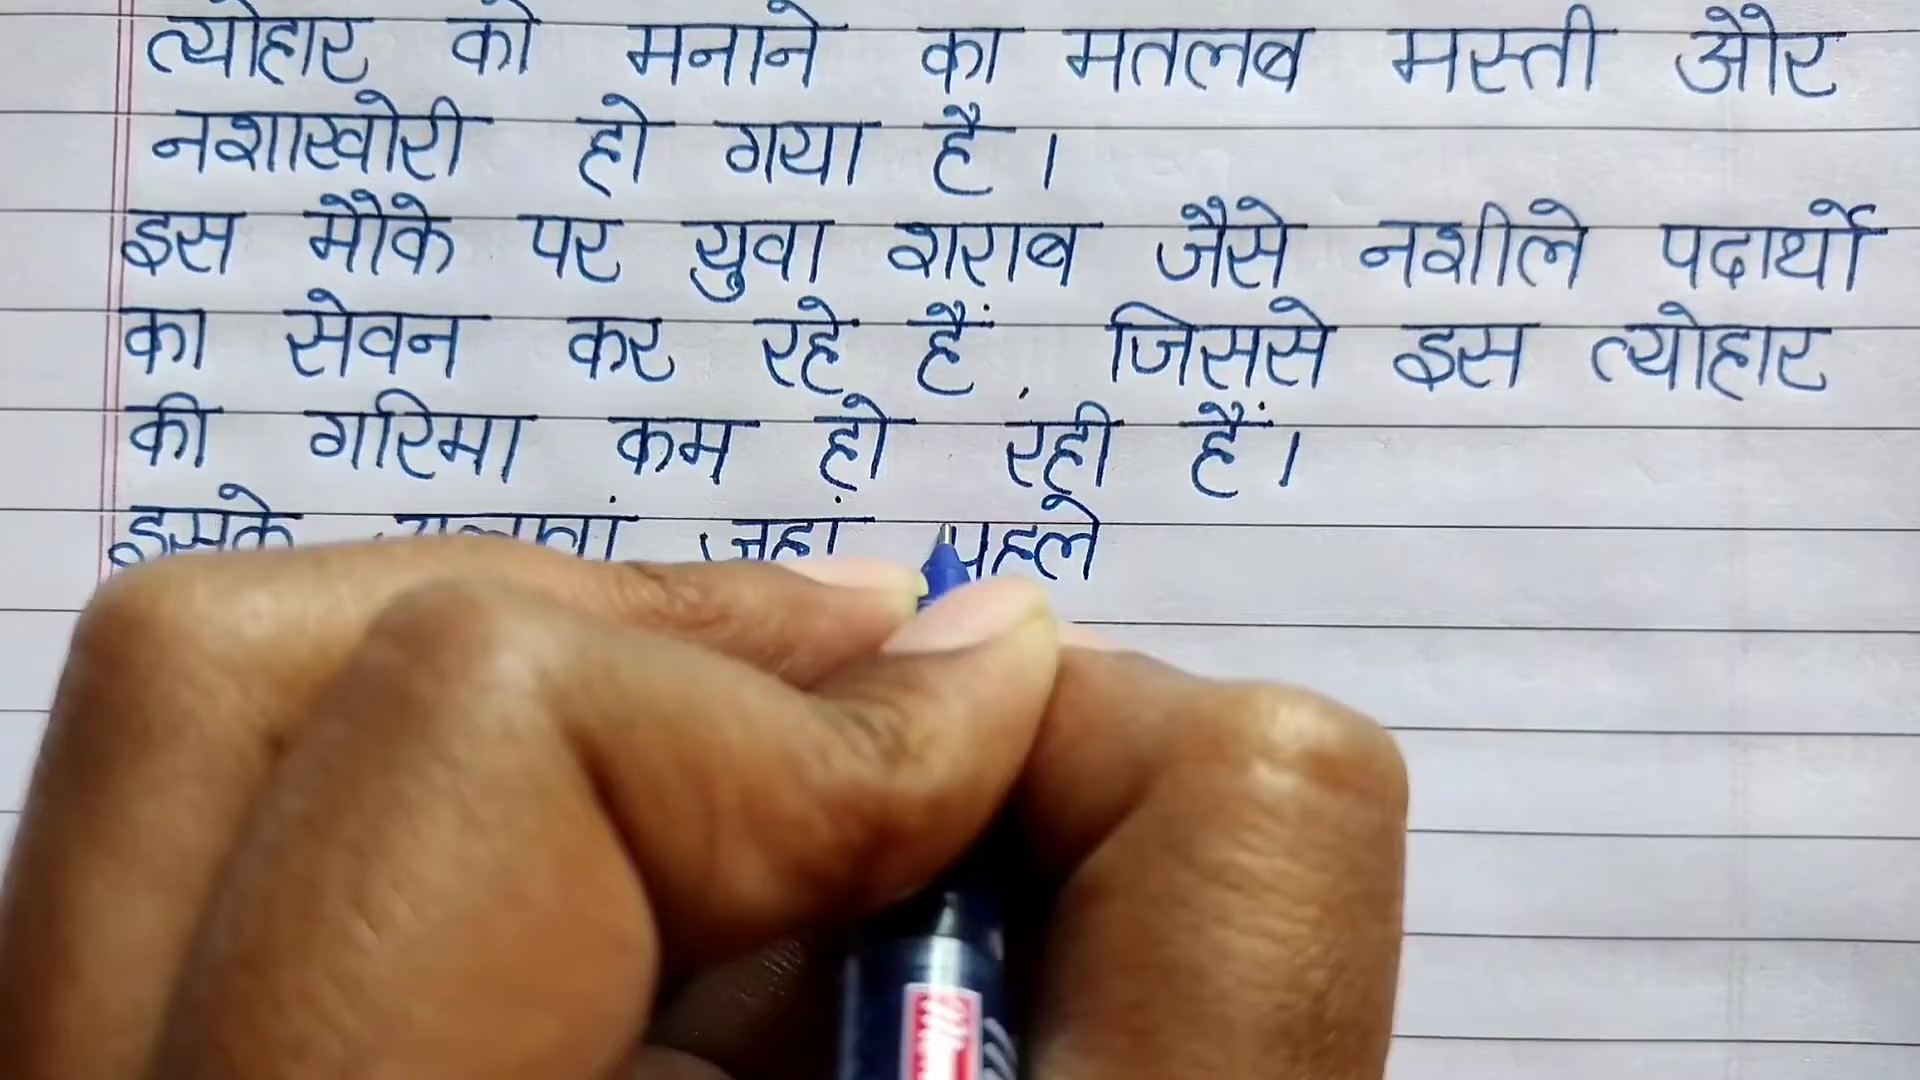 त्योहार को मनाने का मतलब मस्ती और
नशाखोरी हो गया है।
इस मौके पर युवा शराब जैसे नशीले पदार्थो
का सेवन कर रहे हैं जिससे इस त्योहार
की गरिमा कम हो रंही हैं।
इसके जहां पहले